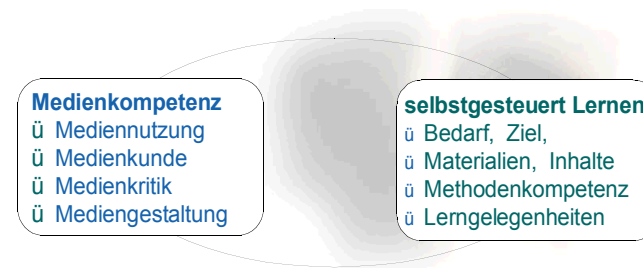 Medienkompetenz
ü Mediennutzung
ü Medienkunde
ü Medienkritik
ü Mediengestaltung
selbstgesteuert Lernen
ü Bedarf, Ziel,
ü Materialien, Inhalte
ü Methodenkompetenz
ü Lerngelegenheiten